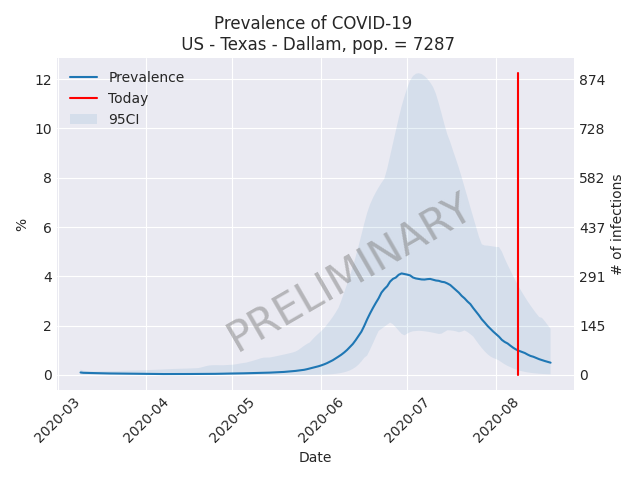 Prevalence of COVID-19
US - Texas - Dallam, pop. = 7287
Prevalence
Today
95CI
12
10
8
6
4
2
0
%
874
728
582
437
291
145
0
# of infections
PRELIMINARY
2020-03
2020-04
2020-05
2020-06
2020-07
2020-08
Date